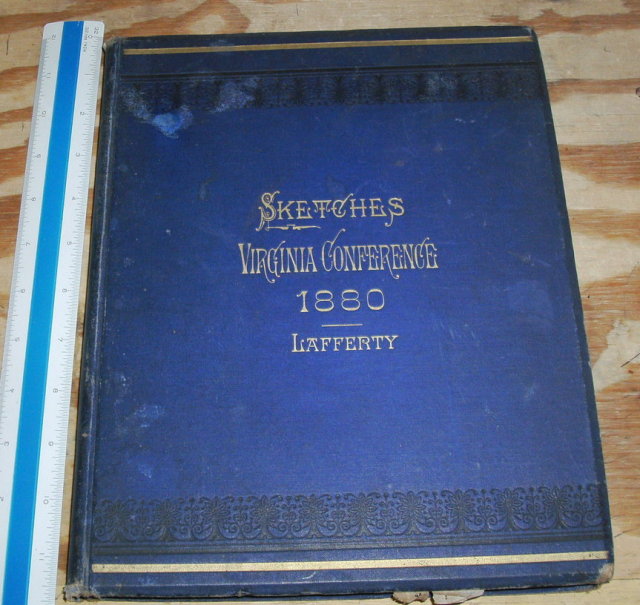 SKETCHES
VIRGINIA CONFERENCE
1880
LAFFERTY